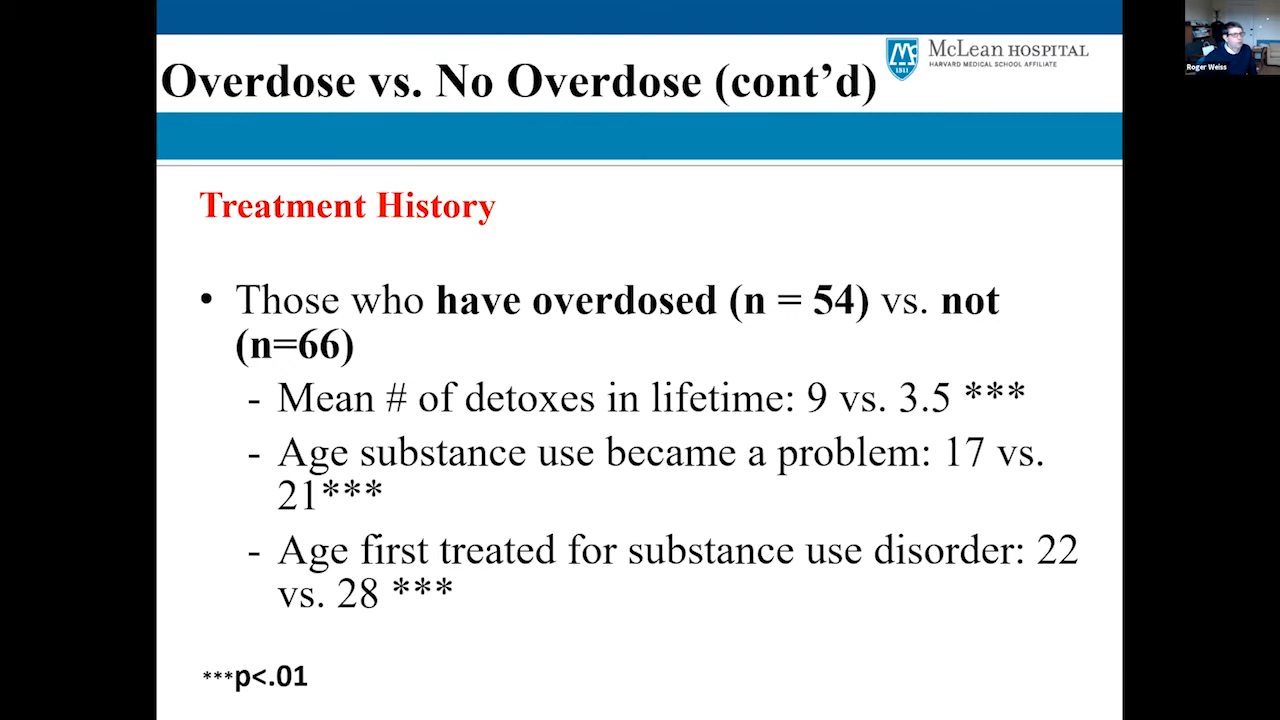 Overdose vs. No Overdose (cont’d)
McLean HOSPITAL
HARVARD MEDICAL SCHOOL AFFILIATE
1811
Roger Weiss
Treatment History
• Those who have overdosed (n = 54) vs. not
(n=66)
- Mean # of detoxes in lifetime: 9 vs. 3.5 ***
- Age substance use became a problem: 17 vs.
21***
- Age first treated for substance use disorder: 22
vs. 28 ***
***p<.01